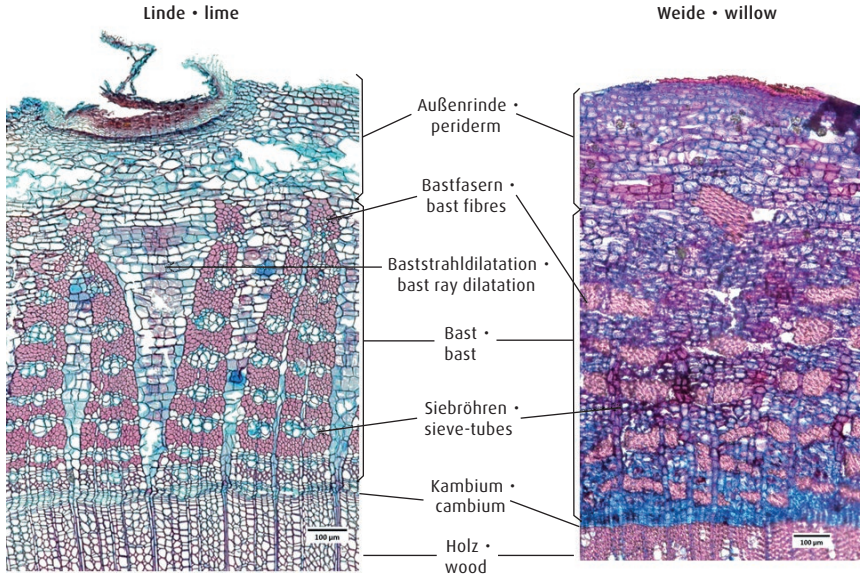 Linde • lime
Weide • willow
Außenrinde •
periderm
Bastfasern •
bast fibres
Baststrahldilatation •
bast ray dilatation
Bast •
bast
Siebröhren •
sieve-tubes
Kambium •
cambium
Holz •
wood
100 µm
100 µm